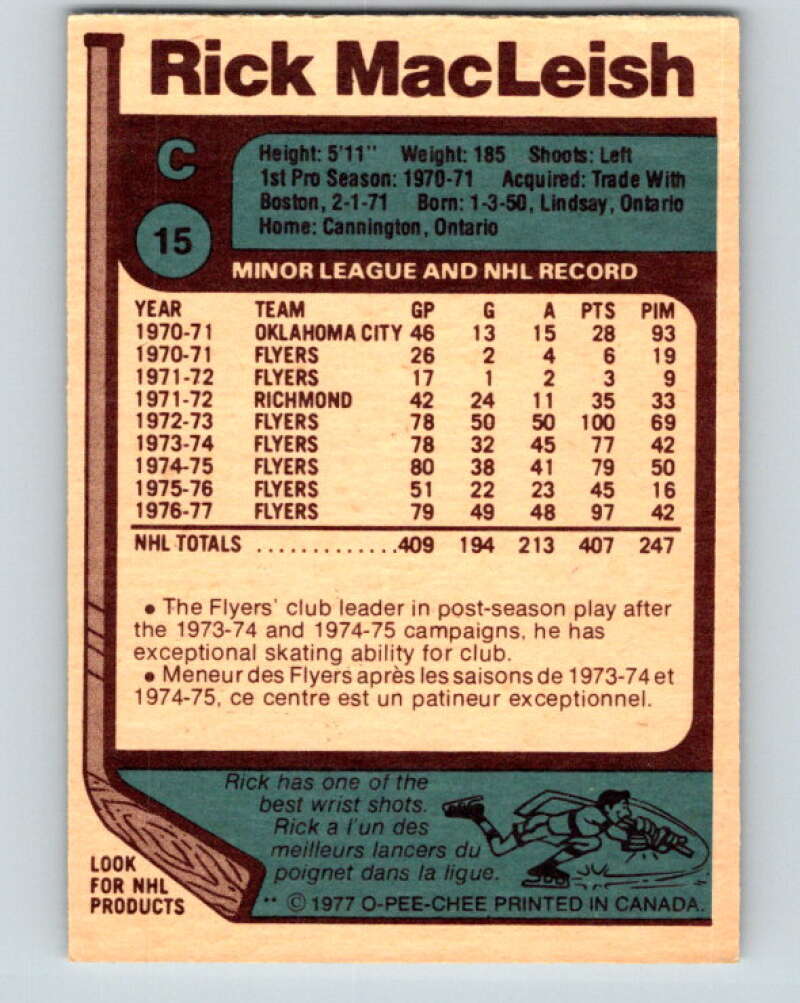 Rick MacLeish
C
15
Height: 5'11" Weight: 185 Shoots: Left
1st Pro Season: 1970-71 Acquired: Trade With
Boston, 2-1-71 Born: 1-3-50, Lindsay, Ontario
Home: Cannington, Ontario
MINOR LEAGUE AND NHL RECORD
YEAR TEAM GP G A PTS PIM
1970-71 OKLAHOMA CITY 46 13 15 28 93
1970-71 FLYERS 26 2 4 6 19
1971-72 FLYERS 17 1 2 3 9
1971-72 RICHMOND 42 24 11 35 33
1972-73 FLYERS 78 50 50 100 69
1973-74 FLYERS 78 32 45 77 42
1974-75 FLYERS 80 38 41 79 50
1975-76 FLYERS 51 22 23 45 16
1976-77 FLYERS 79 49 48 97 42
NHL TOTALS ..............409 194 213 407 247
• The Flyers' club leader in post-season play after
the 1973-74 and 1974-75 campaigns, he has
exceptional skating ability for club.
• Meneur des Flyers après les saisons de 1973-74 et
1974-75, ce centre est un patineur exceptionnel.
Rick has one of the
best wrist shots.
Rick a l'un des
meilleurs lancers du
poignet dans la ligue.
LOOK
FOR NHL
PRODUCTS
** © 1977 O-PEE-CHEE PRINTED IN CANADA.